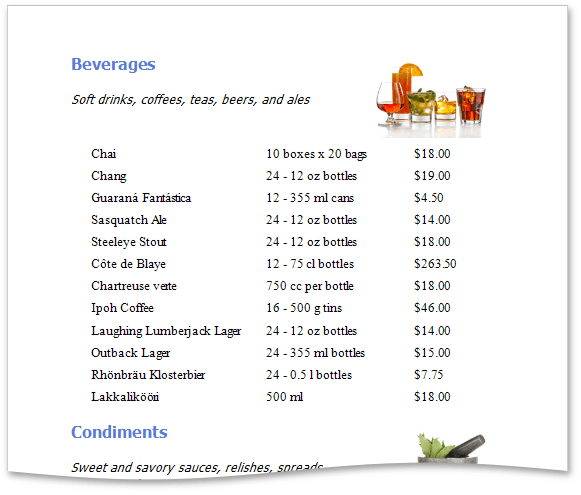 Beverages
Soft drinks, coffees, teas, beers, and ales
Chai 10 boxes x 20 bags $18.00
Chang 24 - 12 oz bottles $19.00
Guaraná Fantástica 12 - 355 ml cans $4.50
Sasquatch Ale 24 - 12 oz bottles $14.00
Steeleye Stout 24 - 12 oz bottles $18.00
Côte de Blaye 12 - 75 cl bottles $263.50
Chartreuse verte 750 cc per bottle $18.00
Ipoh Coffee 16 - 500 g tins $46.00
Laughing Lumberjack Lager 24 - 12 oz bottles $14.00
Outback Lager 24 - 355 ml bottles $15.00
Rhönbräu Klosterbier 24 - 0.5 l bottles $7.75
Lakkalikööri 500 ml $18.00
Condiments
Sweet and savory sauces, relishes, spreads